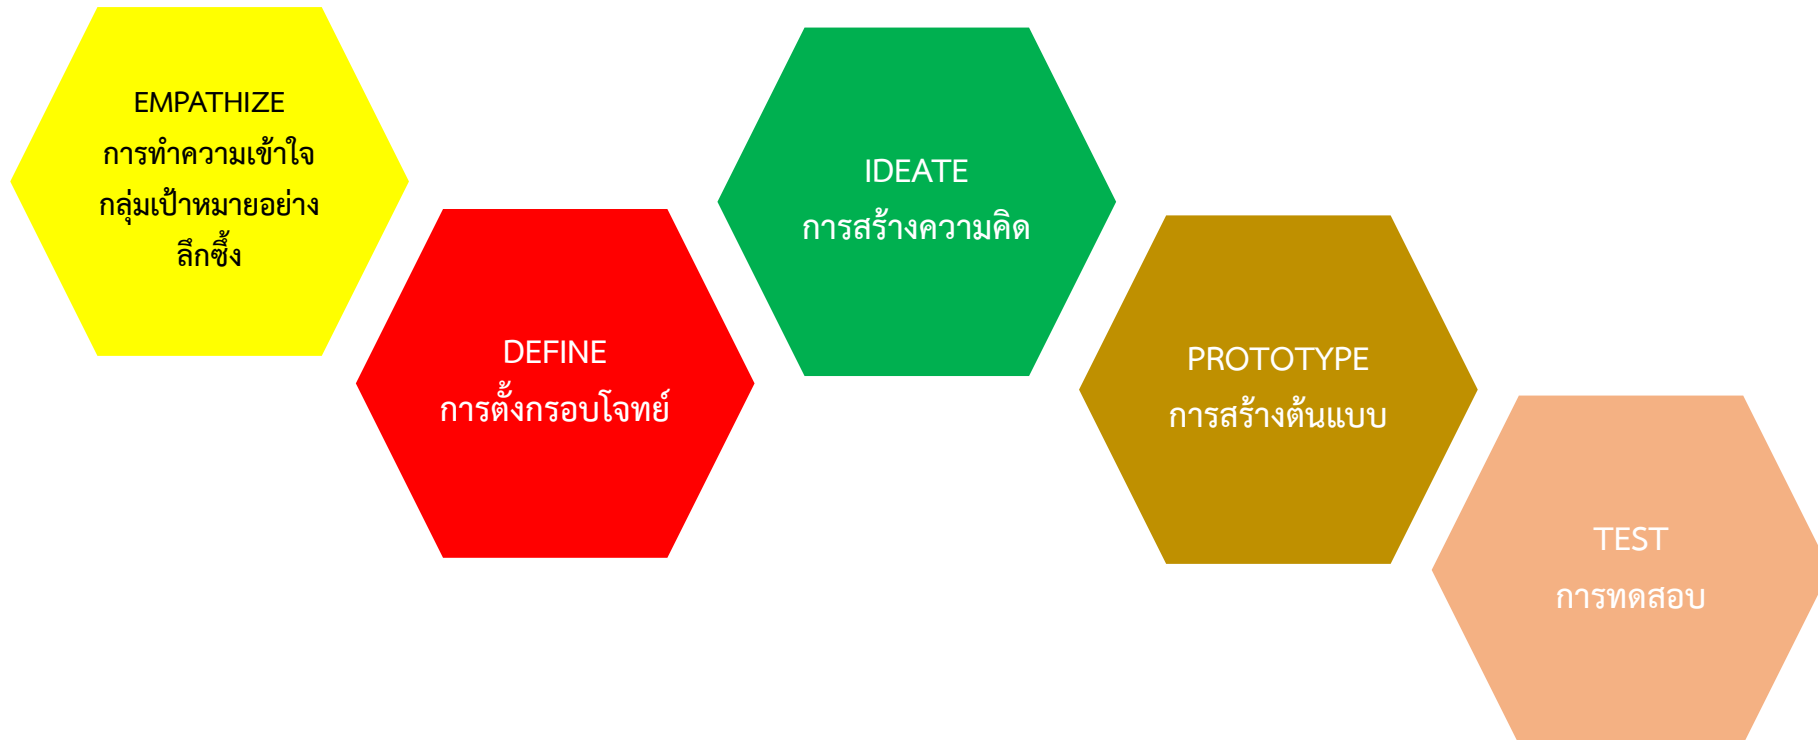 EMPATHIZE
การทำความเข้าใจ
กลุ่มเป้าหมายอย่าง
ลึกซึ้ง
DEFINE
การตั้งกรอบโจทย์
IDEATE
การสร้างความคิด
PROTOTYPE
การสร้างต้นแบบ
TEST
การทดสอบ